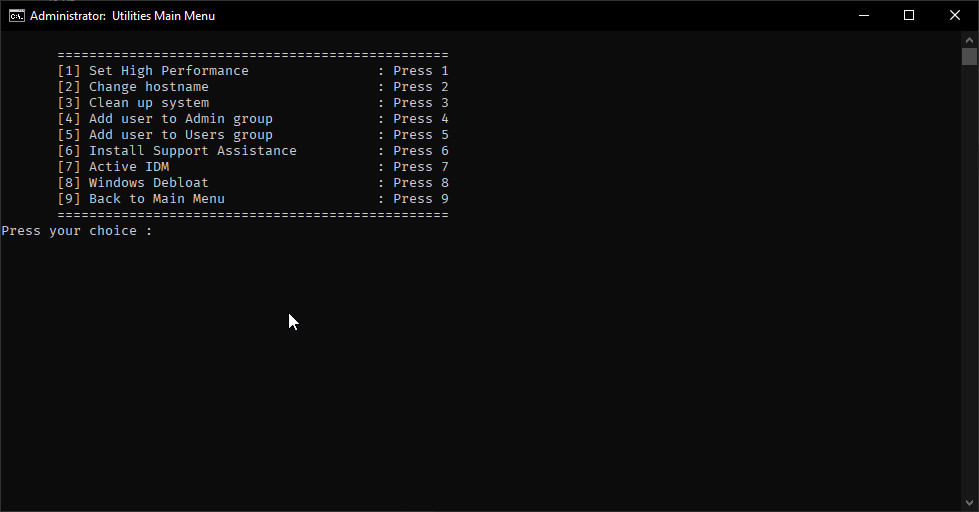 Administrator:  Utilities Main Menu
=================================================
[1] Set High Performance                : Press 1
[2] Change hostname                     : Press 2
[3] Clean up system                     : Press 3
[4] Add user to Admin group             : Press 4
[5] Add user to Users group             : Press 5
[6] Install Support Assistance          : Press 6
[7] Active IDM                          : Press 7
[8] Windows Debloat                     : Press 8
[9] Back to Main Menu                   : Press 9
=================================================
Press your choice :